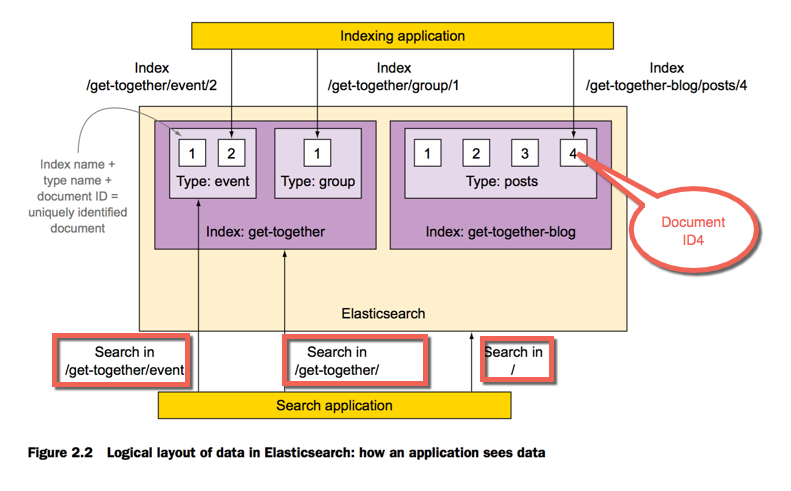 Indexing application
Index
/get-together/event/2
Index
/get-together/group/1
Index
/get-together-blog/posts/4
Index name +
type name +
document ID =
uniquely identified
document
1
2
Type: event
1
Type: group
Index: get-together
1
2
3
4
Type: posts
Index: get-together-blog
Document
ID4
Elasticsearch
Search in
/get-together/event
Search in
/get-together/
Search in
/
Search application
Figure 2.2 Logical layout of data in Elasticsearch: how an application sees data